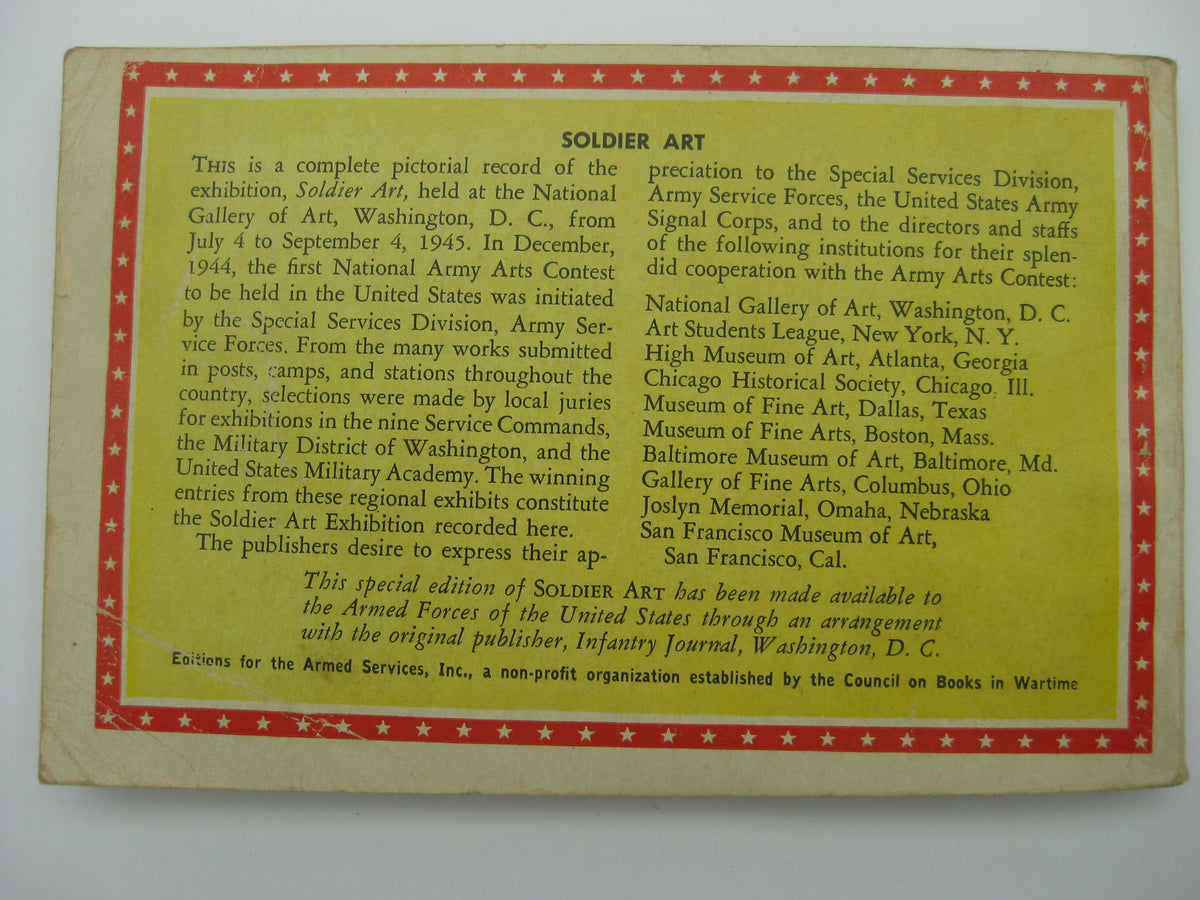 SOLDIER ART
THIS is a complete pictorial record of the
exhibition, Soldier Art, held at the National
Gallery of Art, Washington, D. C., from
July 4 to September 4, 1945. In December,
1944, the first National Army Arts Contest
to be held in the United States was initiated
by the Special Services Division, Army Ser-
vice Forces. From the many works submitted
in posts, camps, and stations throughout the
country, selections were made by local juries
for exhibitions in the nine Service Commands,
the Military District of Washington, and the
United States Military Academy. The winning
entries from these regional exhibits constitute
the Soldier Art Exhibition recorded here.
The publishers desire to express their ap-
preciation to the Special Services Division,
Army Service Forces, the United States Army
Signal Corps, and to the directors and staffs
of the following institutions for their splen-
did cooperation with the Army Arts Contest:
National Gallery of Art, Washington, D. C.
Art Students League, New York, N. Y.
High Museum of Art, Atlanta, Georgia
Chicago Historical Society, Chicago, Ill.
Museum of Fine Art, Dallas, Texas
Museum of Fine Arts, Boston, Mass.
Baltimore Museum of Art, Baltimore, Md.
Gallery of Fine Arts, Columbus, Ohio
Joslyn Memorial, Omaha, Nebraska
San Francisco Museum of Art,
San Francisco, Cal.
This special edition of SOLDIER ART has been made available to
the Armed Forces of the United States through an arrangement
with the original publisher, Infantry Journal, Washington, D. C.
Editions for the Armed Services, Inc., a non-profit organization established by the Council on Books in Wartime